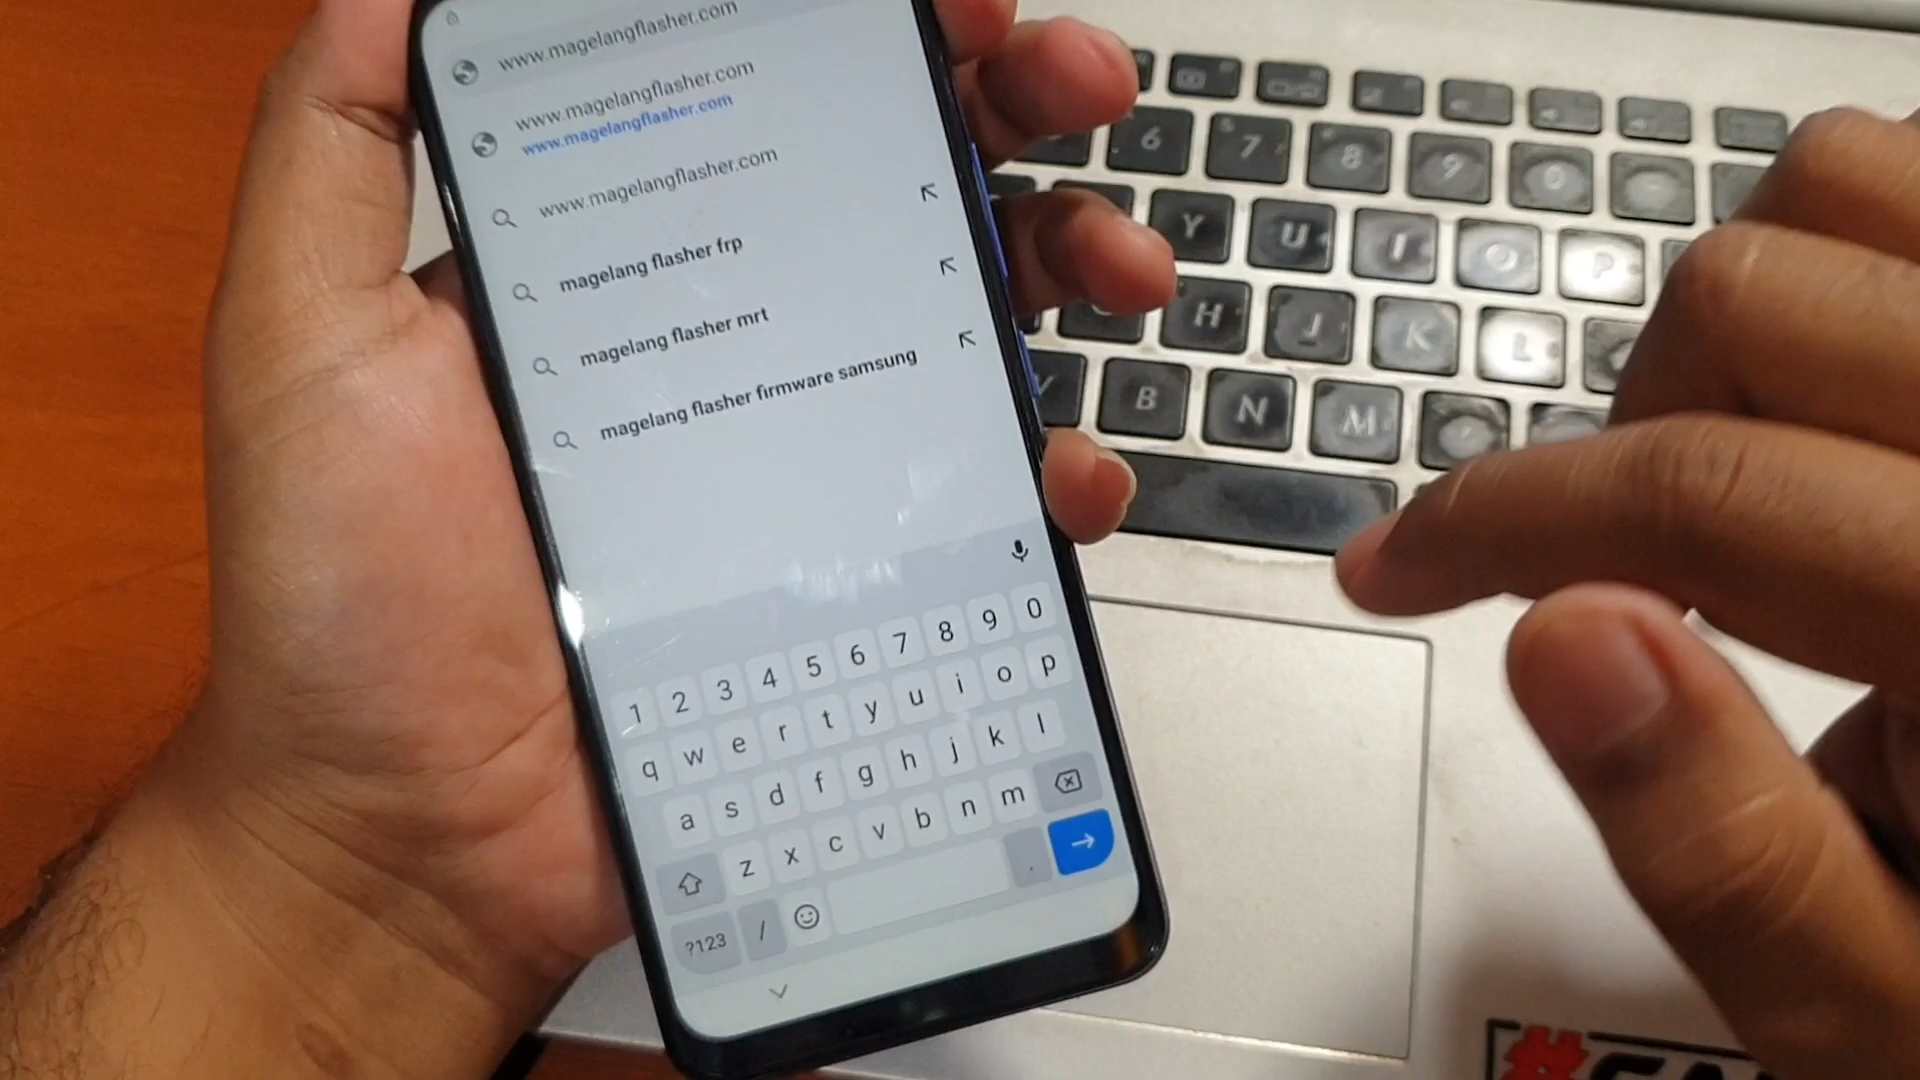 www.magelangflasher.com
www.magelangflasher.com
www.magelangflasher.com
www.magelangflasher.com
magelang flasher frp
magelang flasher mrt
magelang flasher firmware samsung
1 2 3 4 5 6 7 8 9 0
q w e r t y u i o p
a s d f g h j k l
z x c v b n m
?123 / .
6 7 8 9 0
Y U I O P
H J K L
V B N M